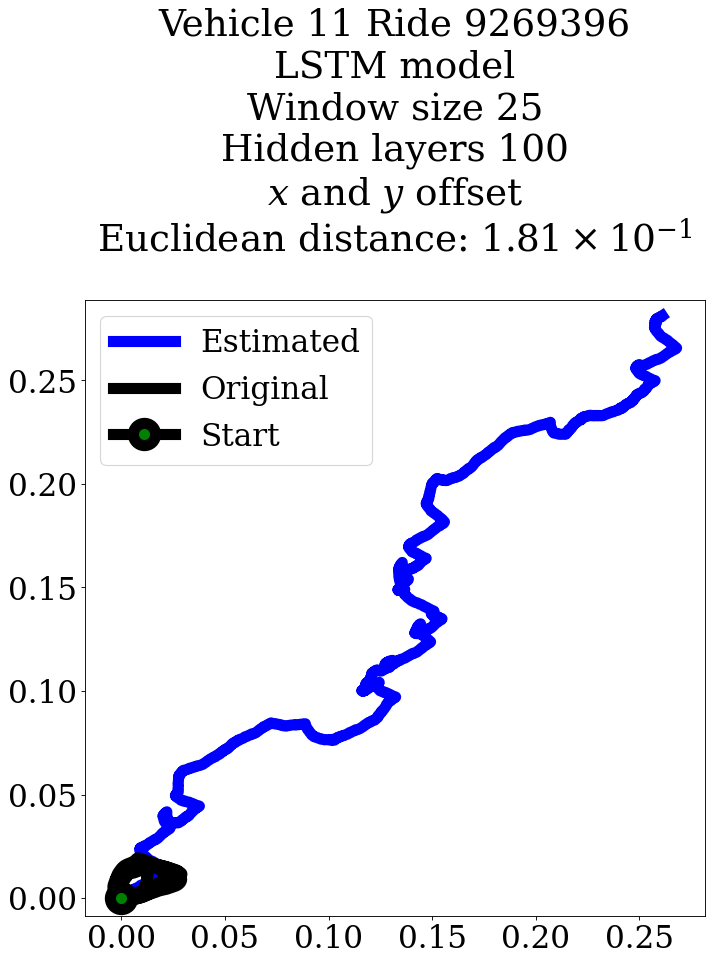 Vehicle 11 Ride 9269396
LSTM model
Window size 25
Hidden layers 100
x and y offset
Euclidean distance: 1.81 × 10⁻¹
Estimated
Original
Start
0.25
0.20
0.15
0.10
0.05
0.00
0.00 0.05 0.10 0.15 0.20 0.25